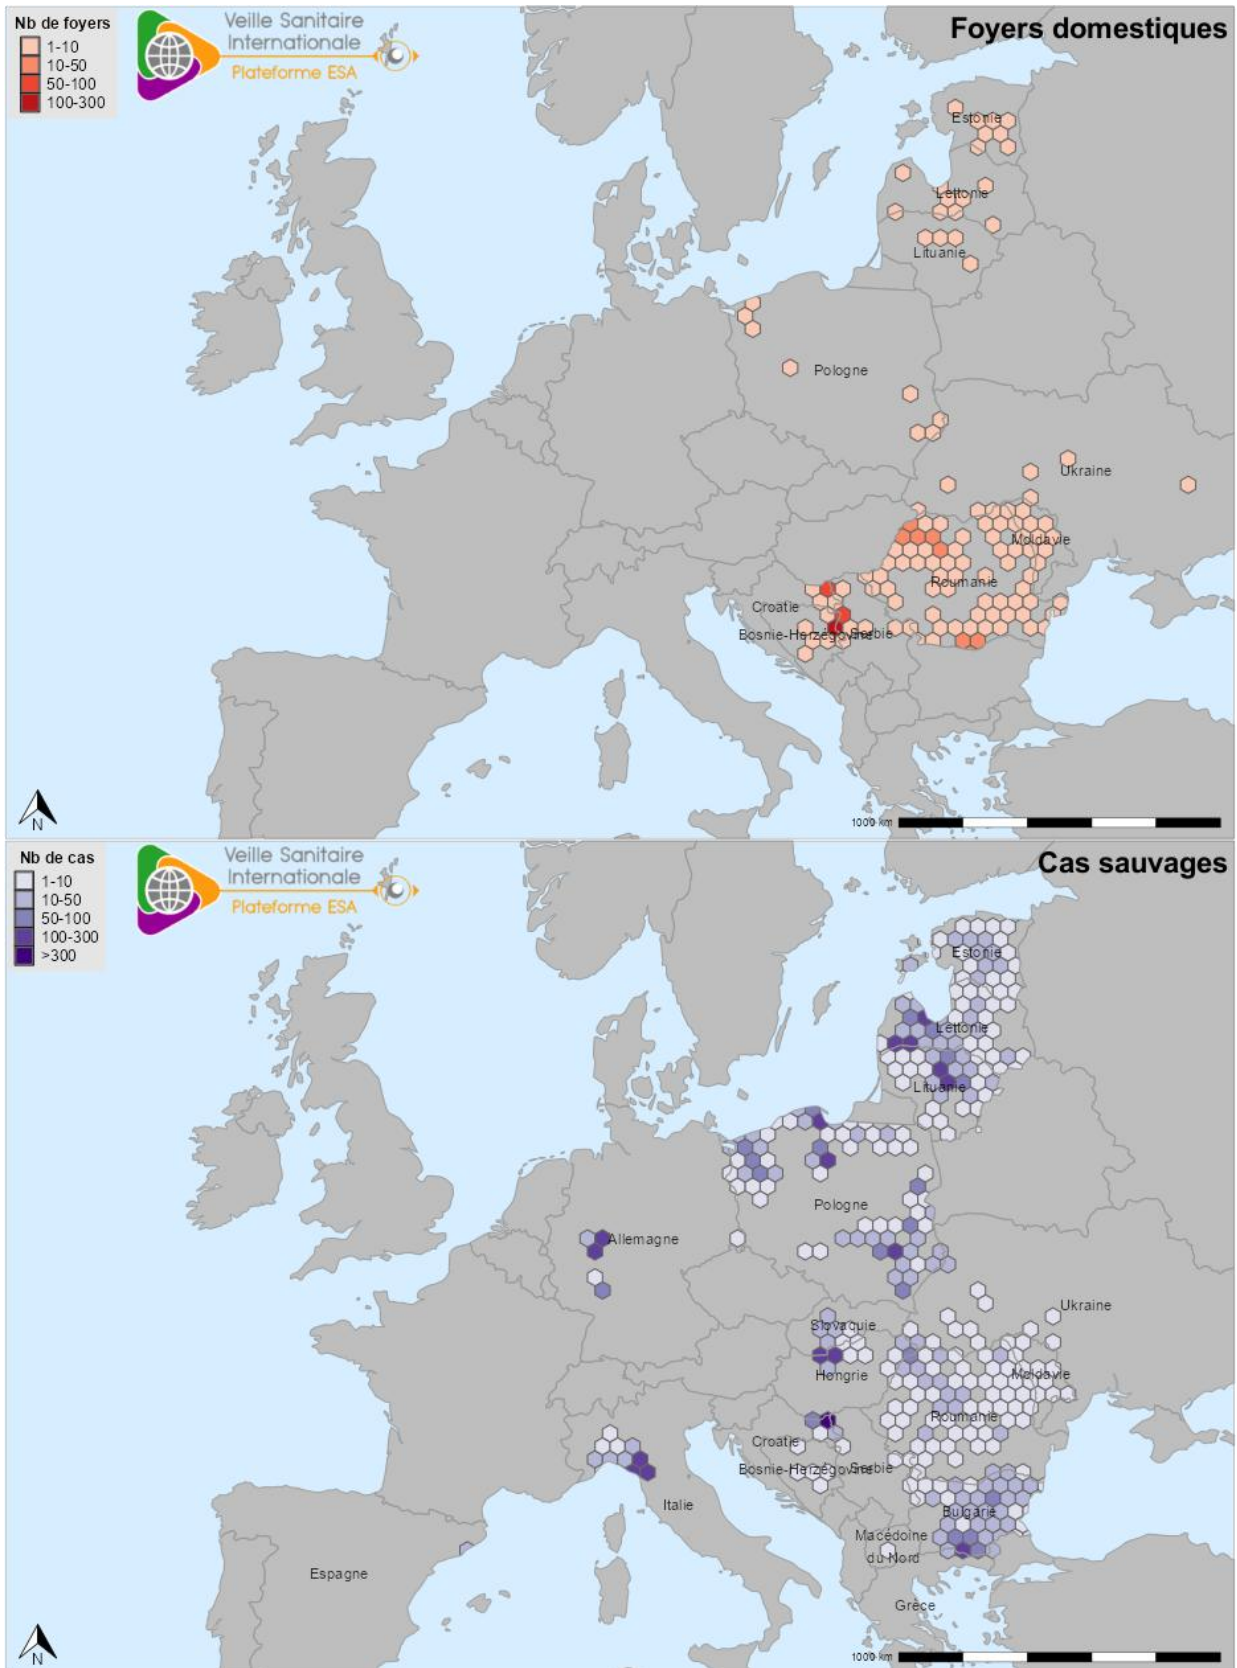 Nb de foyers
1-10
10-50
50-100
100-300
Veille Sanitaire
Internationale
Plateforme ESA
Foyers domestiques
Estonie
Lettonie
Lituanie
Pologne
Ukraine
Moldavie
Roumanie
Croatie
Bosnie-Herzégovine
Serbie
N
1000 km
Nb de cas
1-10
10-50
50-100
100-300
>300
Veille Sanitaire
Internationale
Plateforme ESA
Cas sauvages
Estonie
Lettonie
Lituanie
Pologne
Allemagne
Ukraine
Slovaquie
Hongrie
Moldavie
Roumanie
Croatie
Bosnie-Herzégovine
Serbie
Italie
Bulgarie
Macédoine
du Nord
Espagne
Grèce
N
1000 km